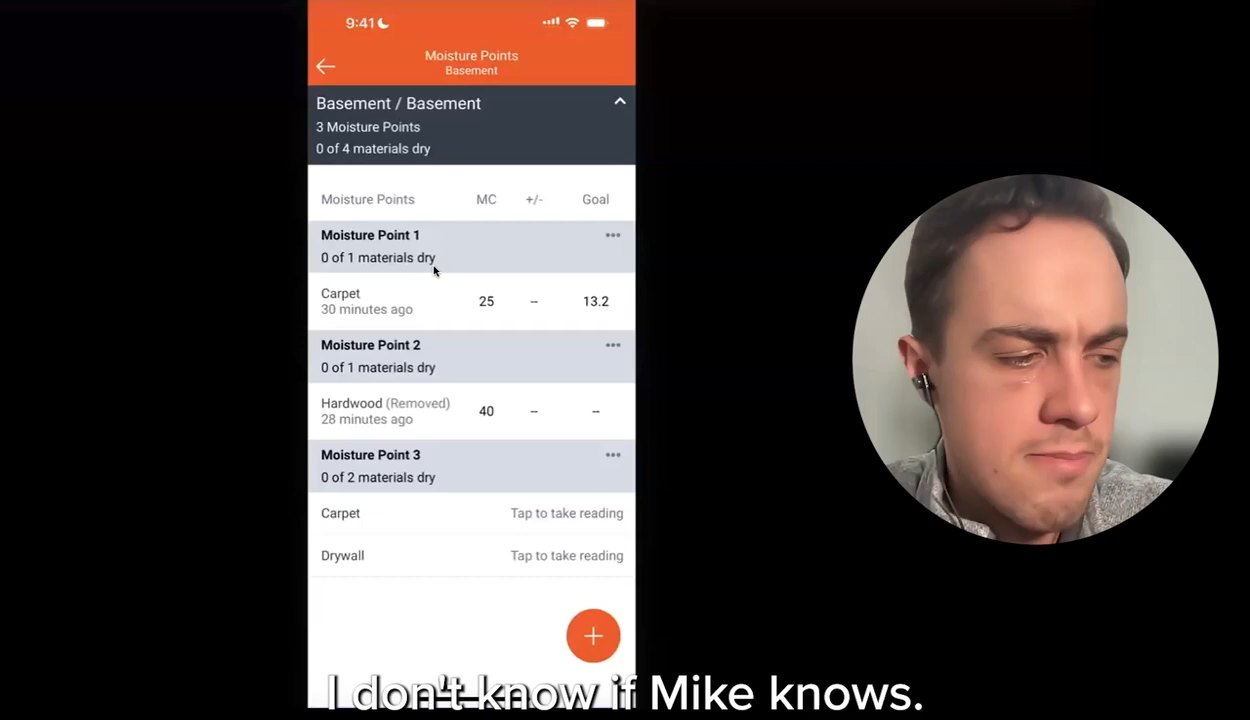 9:41
Moisture Points
Basement
Basement / Basement
3 Moisture Points
0 of 4 materials dry
Moisture Points MC +/- Goal
Moisture Point 1
0 of 1 materials dry
Carpet 25 -- 13.2
30 minutes ago
Moisture Point 2
0 of 1 materials dry
Hardwood (Removed) 40 -- --
28 minutes ago
Moisture Point 3
0 of 2 materials dry
Carpet Tap to take reading
Drywall Tap to take reading
I don't know if Mike knows.